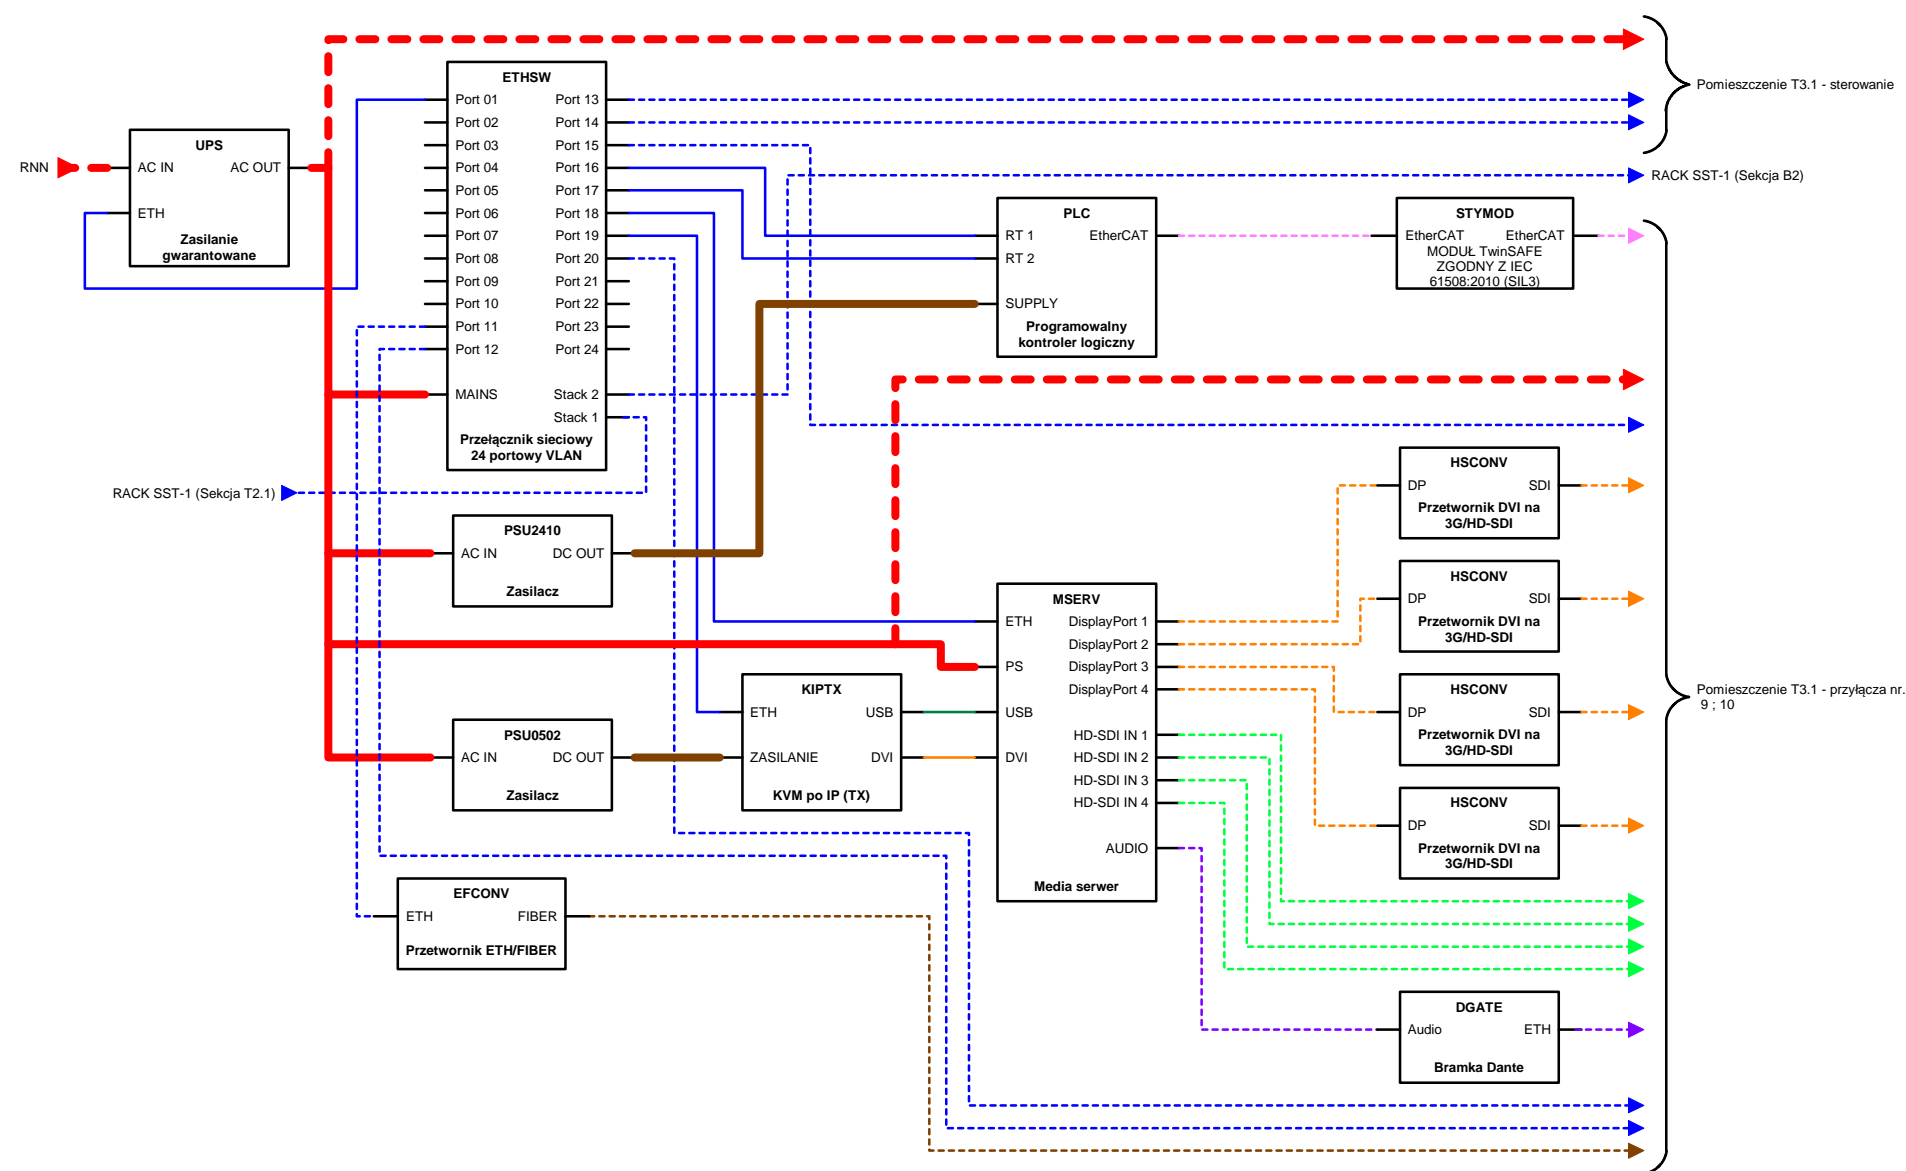 Pomieszczenie T3.1 - sterowanie
RACK SST-1 (Sekcja B2)
RNN
UPS
AC IN
AC OUT
ETH
Zasilanie
gwarantowane
ETHSW
Port 01
Port 13
Port 02
Port 14
Port 03
Port 15
Port 04
Port 16
Port 05
Port 17
Port 06
Port 18
Port 07
Port 19
Port 08
Port 20
Port 09
Port 21
Port 10
Port 22
Port 11
Port 23
Port 12
Port 24
MAINS
Stack 2
Stack 1
Przełącznik sieciowy
24 portowy VLAN
RACK SST-1 (Sekcja T2.1)
PLC
RT 1
EtherCAT
RT 2
SUPPLY
Programowalny
kontroler logiczny
STYMOD
EtherCAT
EtherCAT
MODUŁ TwinSAFE
ZGODNY Z IEC
61508:2010 (SIL3)
PSU2410
AC IN
DC OUT
Zasilacz
PSU0502
AC IN
DC OUT
Zasilacz
KIPTX
ETH
USB
ZASILANIE
DVI
KVM po IP (TX)
EFCONV
ETH
FIBER
Przetwornik ETH/FIBER
MSERV
ETH
DisplayPort 1
DisplayPort 2
PS
DisplayPort 3
DisplayPort 4
USB
HD-SDI IN 1
DVI
HD-SDI IN 2
HD-SDI IN 3
HD-SDI IN 4
AUDIO
Media serwer
HSCONV
DP
SDI
Przetwornik DVI na
3G/HD-SDI
HSCONV
DP
SDI
Przetwornik DVI na
3G/HD-SDI
HSCONV
DP
SDI
Przetwornik DVI na
3G/HD-SDI
HSCONV
DP
SDI
Przetwornik DVI na
3G/HD-SDI
DGATE
Audio
ETH
Bramka Dante
Pomieszczenie T3.1 - przyłącza nr.
9 ; 10